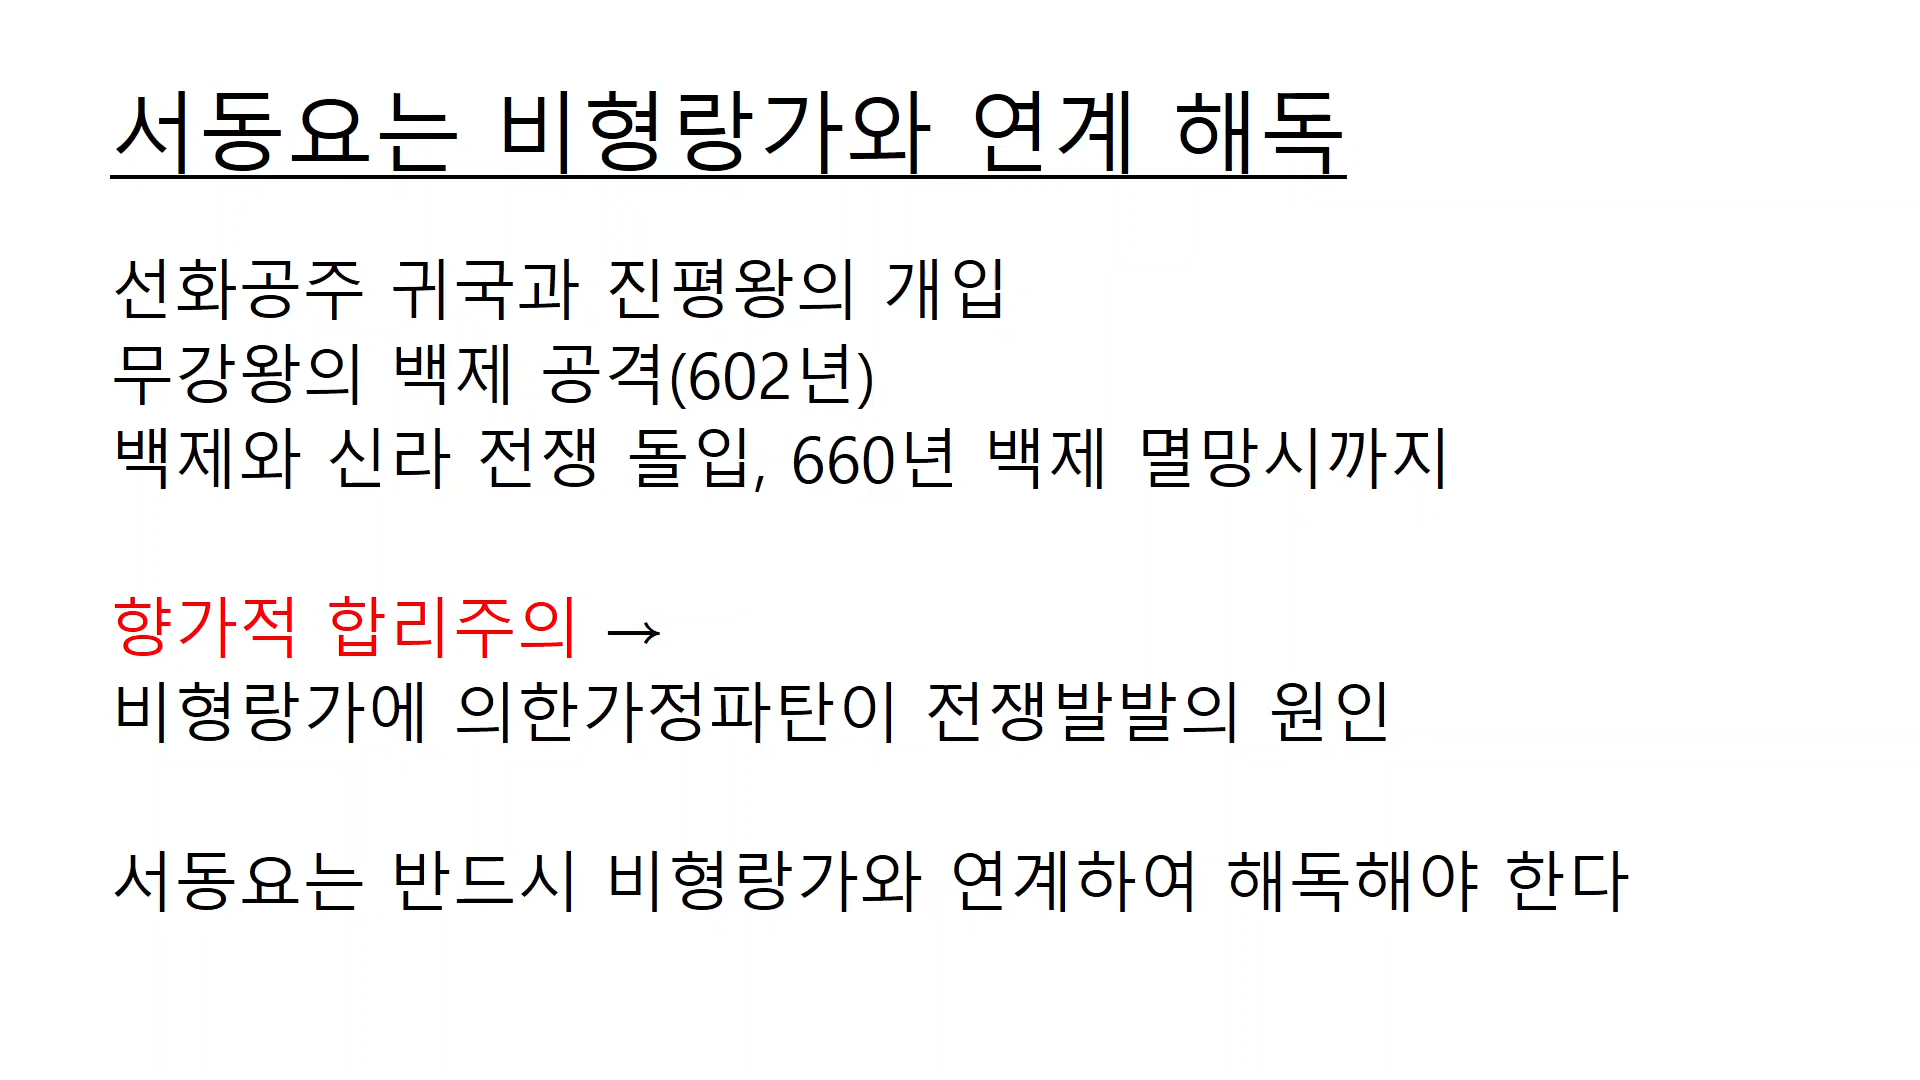 서동요는 비형랑가와 연계 해독
선화공주 귀국과 진평왕의 개입
무강왕의 백제 공격(602년)
백제와 신라 전쟁 돌입, 660년 백제 멸망시까지
향가적 합리주의 →
비형랑가에 의한가정파탄이 전쟁발발의 원인
서동요는 반드시 비형랑가와 연계하여 해독해야 한다